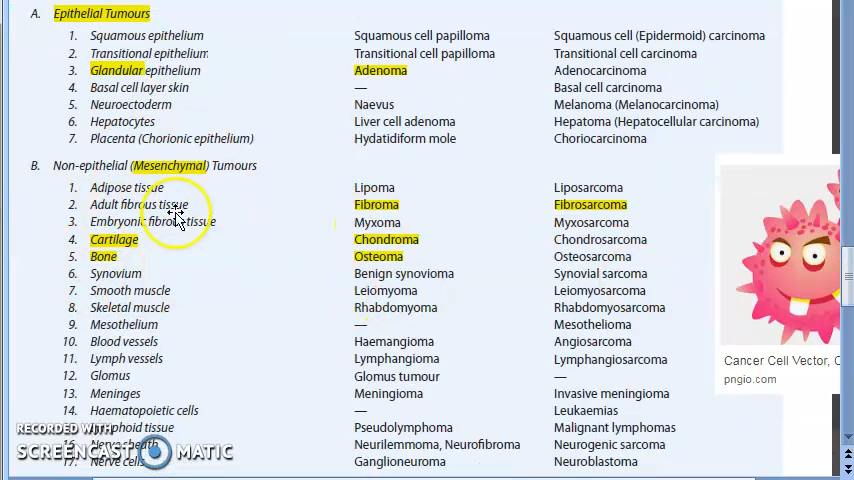 A. Epithelial Tumours
1. Squamous epithelium Squamous cell papilloma Squamous cell (Epidermoid) carcinoma
2. Transitional epithelium Transitional cell papilloma Transitional cell carcinoma
3. Glandular epithelium Adenoma Adenocarcinoma
4. Basal cell layer skin — Basal cell carcinoma
5. Neuroectoderm Naevus Melanoma (Melanocarcinoma)
6. Hepatocytes Liver cell adenoma Hepatoma (Hepatocellular carcinoma)
7. Placenta (Chorionic epithelium) Hydatidiform mole Choriocarcinoma
B. Non-epithelial (Mesenchymal) Tumours
1. Adipose tissue Lipoma Liposarcoma
2. Adult fibrous tissue Fibroma Fibrosarcoma
3. Embryonic fibrous tissue Myxoma Myxosarcoma
4. Cartilage Chondroma Chondrosarcoma
5. Bone Osteoma Osteosarcoma
6. Synovium Benign synovioma Synovial sarcoma
7. Smooth muscle Leiomyoma Leiomyosarcoma
8. Skeletal muscle Rhabdomyoma Rhabdomyosarcoma
9. Mesothelium — Mesothelioma
10. Blood vessels Haemangioma Angiosarcoma
11. Lymph vessels Lymphangioma Lymphangiosarcoma
12. Glomus Glomus tumour —
13. Meninges Meningioma Invasive meningioma
14. Haematopoietic cells — Leukaemias
tissue Pseudolymphoma Malignant lymphomas
16. Nerve sheath Neurilemmoma, Neurofibroma Neurogenic sarcoma
17. Nerve cells Ganglioneuroma Neuroblastoma
Cancer Cell Vector, C
pngio.com
RECORDED WITH
SCREENCAST MATIC